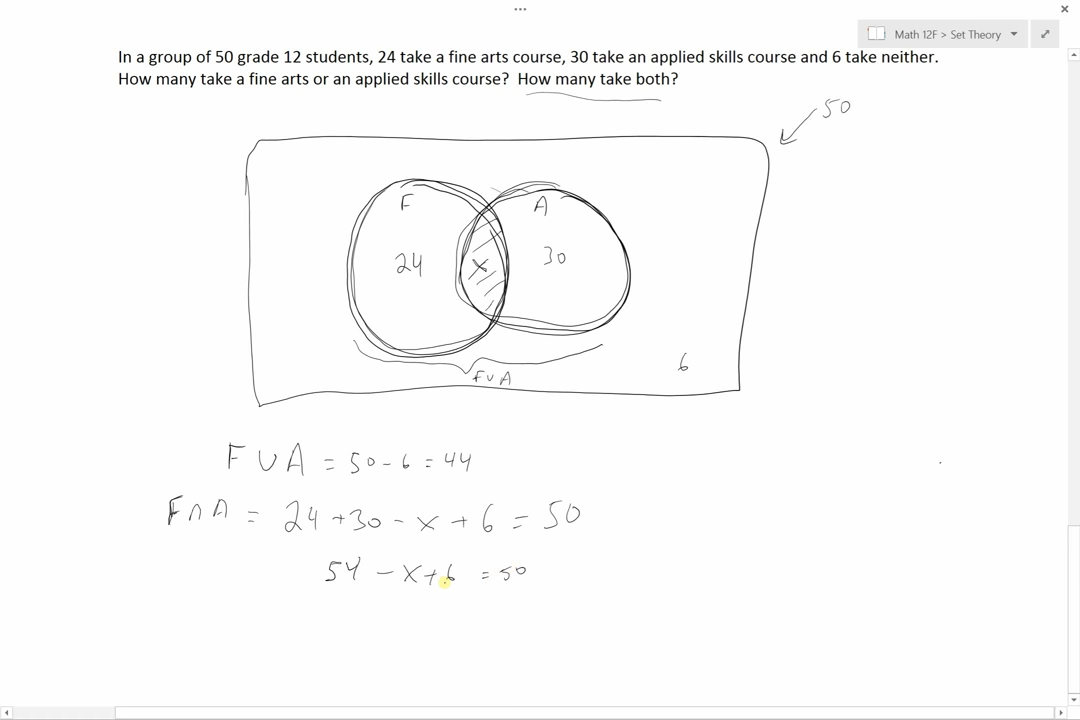 Math 12F > Set Theory
In a group of 50 grade 12 students, 24 take a fine arts course, 30 take an applied skills course and 6 take neither.
How many take a fine arts or an applied skills course? How many take both?
50
F A
24 X 30
6
F∪A
F ∪ A = 50 - 6 = 44
F∩A = 24 + 30 - x + 6 = 50
54 - x + 6 = 50